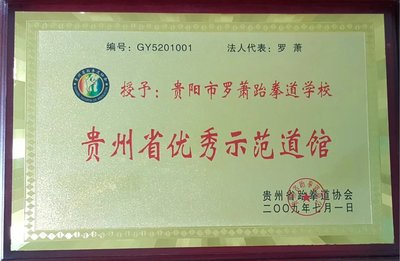 编号：GY5201001 法人代表：罗 萧
授予：贵阳市罗萧跆拳道学校
贵州省优秀示范道馆
贵州省跆拳道协会
二〇〇九年七月一日